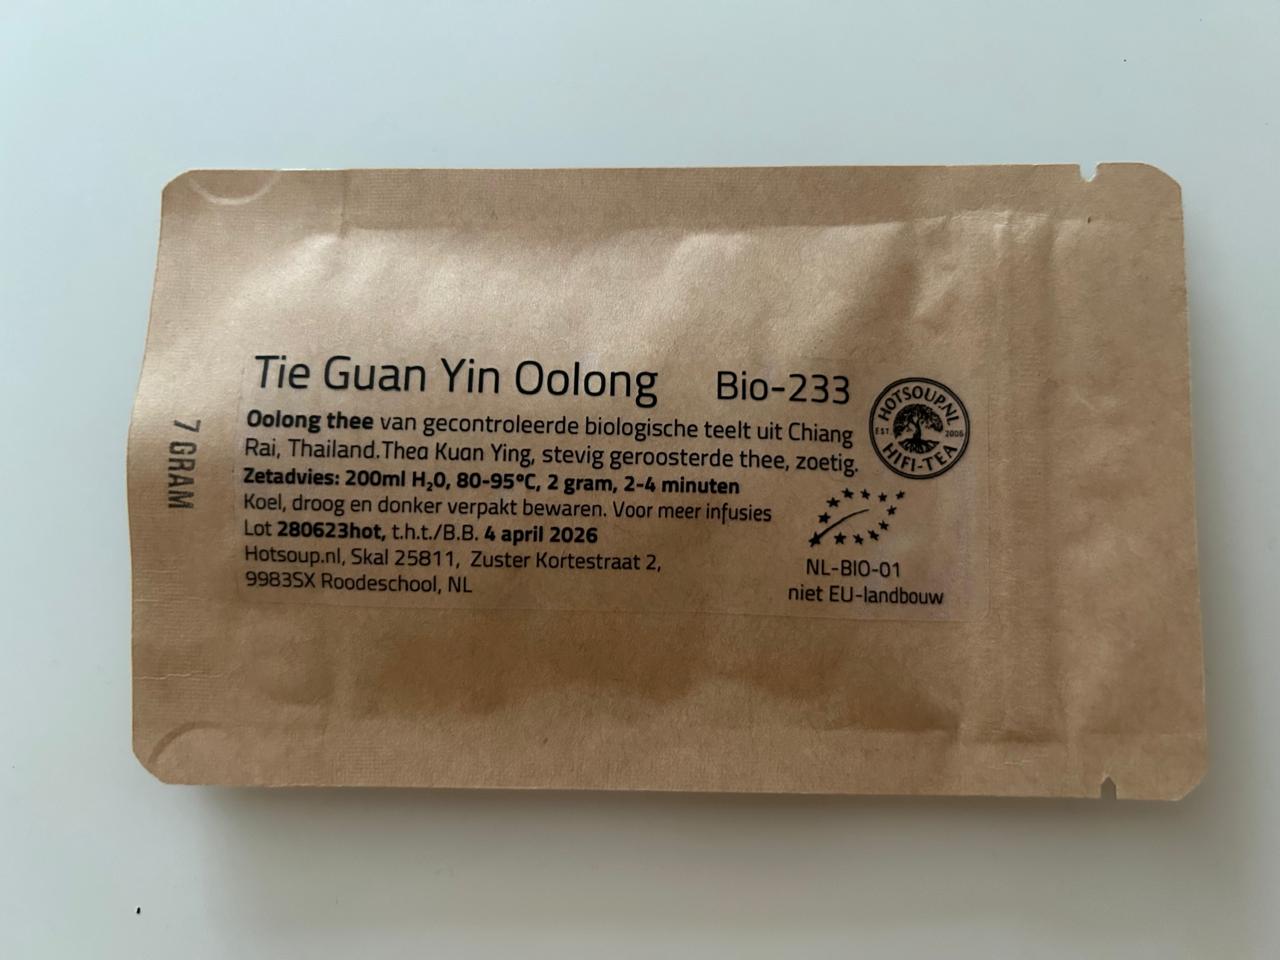 Tie Guan Yin Oolong Bio-233
Oolong thee van gecontroleerde biologische teelt uit Chiang
Rai, Thailand.Thea Kuan Ying, stevig geroosterde thee, zoetig.
Zetadvies: 200ml H₂0, 80-95°C, 2 gram, 2-4 minuten
Koel, droog en donker verpakt bewaren. Voor meer infusies
Lot 280623hot, t.h.t./B.B. 4 april 2026
Hotsoup.nl, Skal 25811, Zuster Kortestraat 2,
9983SX Roodeschool, NL
HOTSOUP.NL
EST. 2006
HIFI-TEA
NL-BIO-01
niet EU-landbouw
7 GRAM